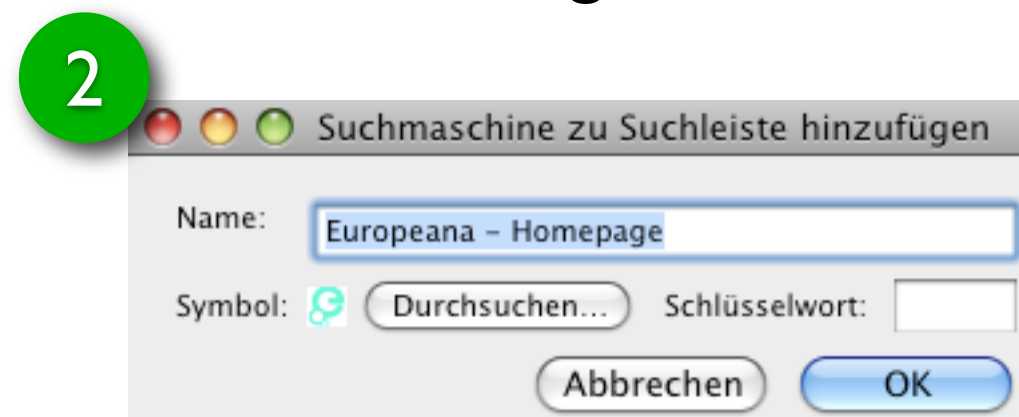 2
Suchmaschine zu Suchleiste hinzufügen
Name: Europeana – Homepage
Symbol: Durchsuchen... Schlüsselwort:
Abbrechen OK